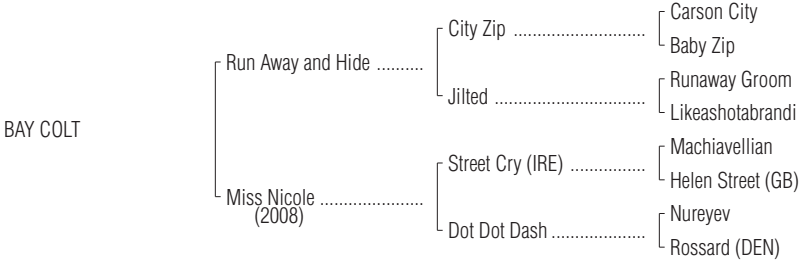 Carson City
City Zip ............................
Baby Zip
Run Away and Hide ..........
Runaway Groom
Jilted ................................
Likeashotabrandi
BAY COLT
Machiavellian
Street Cry (IRE) ................
Helen Street (GB)
Miss Nicole ......................
(2008)
Nureyev
Dot Dot Dash ....................
Rossard (DEN)